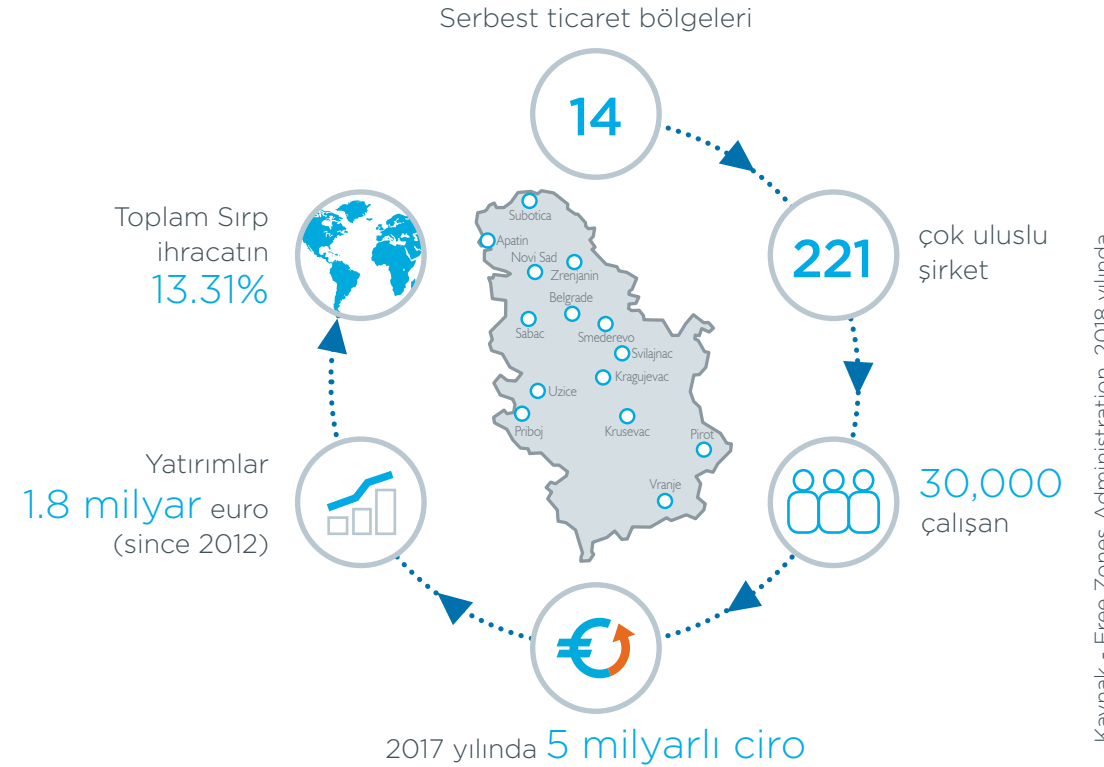 Serbest ticaret bölgeleri
14
221
çok uluslu
şirket
30,000
çalışan
2017 yılında 5 milyarlı ciro
Yatırımlar
1.8 milyar euro
(since 2012)
Toplam Sırp
ihracatın
13.31%
Subotica
Apatin
Novi Sad
Zrenjanin
Belgrade
Sabac
Smederevo
Svilajnac
Kragujevac
Uzice
Priboj
Krusevac
Pirot
Vranje
Kaynak - Free Zones Administration, 2018 yılında